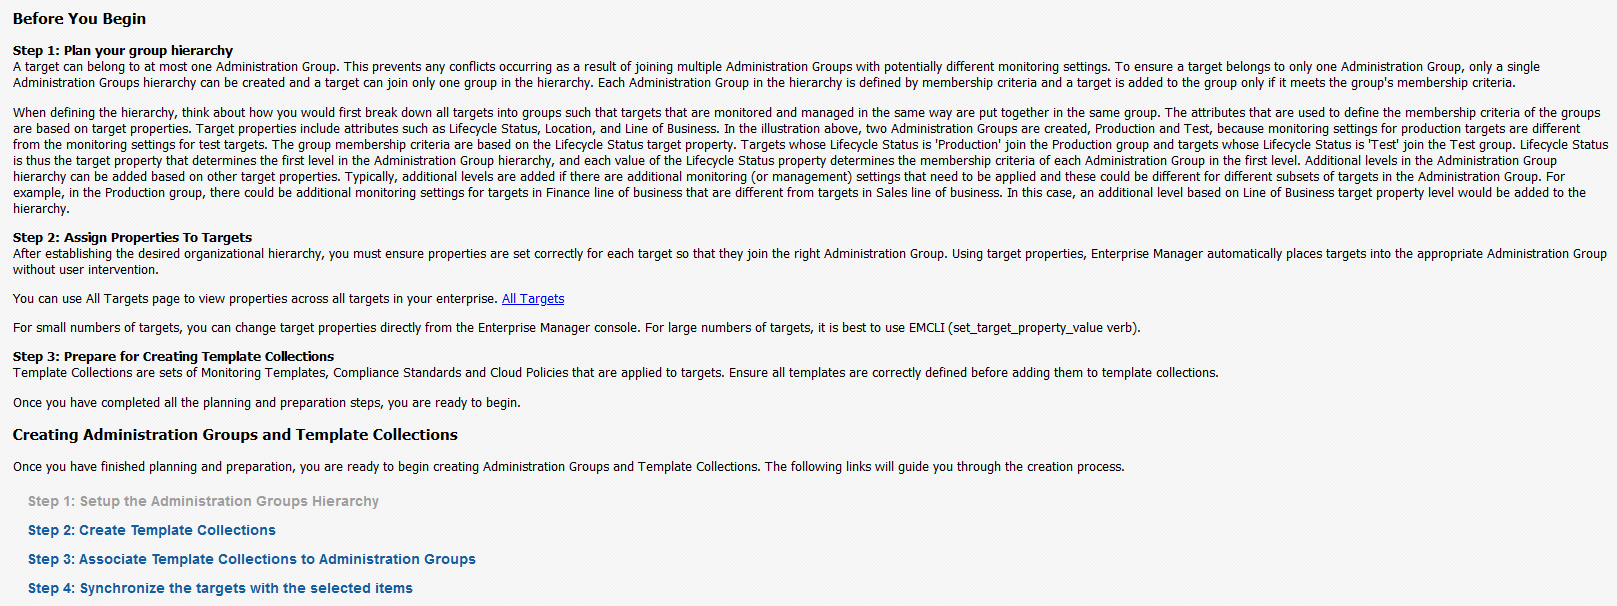 Before You Begin
Step 1: Plan your group hierarchy
A target can belong to at most one Administration Group. This prevents any conflicts occurring as a result of joining multiple Administration Groups with potentially different monitoring settings. To ensure a target belongs to only one Administration Group, only a single
Administration Groups hierarchy can be created and a target can join only one group in the hierarchy. Each Administration Group in the hierarchy is defined by membership criteria and a target is added to the group only if it meets the group's membership criteria.
When defining the hierarchy, think about how you would first break down all targets into groups such that targets that are monitored and managed in the same way are put together in the same group. The attributes that are used to define the membership criteria of the groups
are based on target properties. Target properties include attributes such as Lifecycle Status, Location, and Line of Business. In the illustration above, two Administration Groups are created, Production and Test, because monitoring settings for production targets are different
from the monitoring settings for test targets. The group membership criteria are based on the Lifecycle Status target property. Targets whose Lifecycle Status is 'Production' join the Production group and targets whose Lifecycle Status is 'Test' join the Test group. Lifecycle Status
is thus the target property that determines the first level in the Administration Group hierarchy, and each value of the Lifecycle Status property determines the membership criteria of each Administration Group in the first level. Additional levels in the Administration Group
hierarchy can be added based on other target properties. Typically, additional levels are added if there are additional monitoring (or management) settings that need to be applied and these could be different for different subsets of targets in the Administration Group. For
example, in the Production group, there could be additional monitoring settings for targets in Finance line of business that are different from targets in Sales line of business. In this case, an additional level based on Line of Business target property level would be added to the
hierarchy.
Step 2: Assign Properties To Targets
After establishing the desired organizational hierarchy, you must ensure properties are set correctly for each target so that they join the right Administration Group. Using target properties, Enterprise Manager automatically places targets into the appropriate Administration Group
without user intervention.
You can use All Targets page to view properties across all targets in your enterprise. All Targets
For small numbers of targets, you can change target properties directly from the Enterprise Manager console. For large numbers of targets, it is best to use EMCLI (set_target_property_value verb).
Step 3: Prepare for Creating Template Collections
Template Collections are sets of Monitoring Templates, Compliance Standards and Cloud Policies that are applied to targets. Ensure all templates are correctly defined before adding them to template collections.
Once you have completed all the planning and preparation steps, you are ready to begin.
Creating Administration Groups and Template Collections
Once you have finished planning and preparation, you are ready to begin creating Administration Groups and Template Collections. The following links will guide you through the creation process.
Step 1: Setup the Administration Groups Hierarchy
Step 2: Create Template Collections
Step 3: Associate Template Collections to Administration Groups
Step 4: Synchronize the targets with the selected items